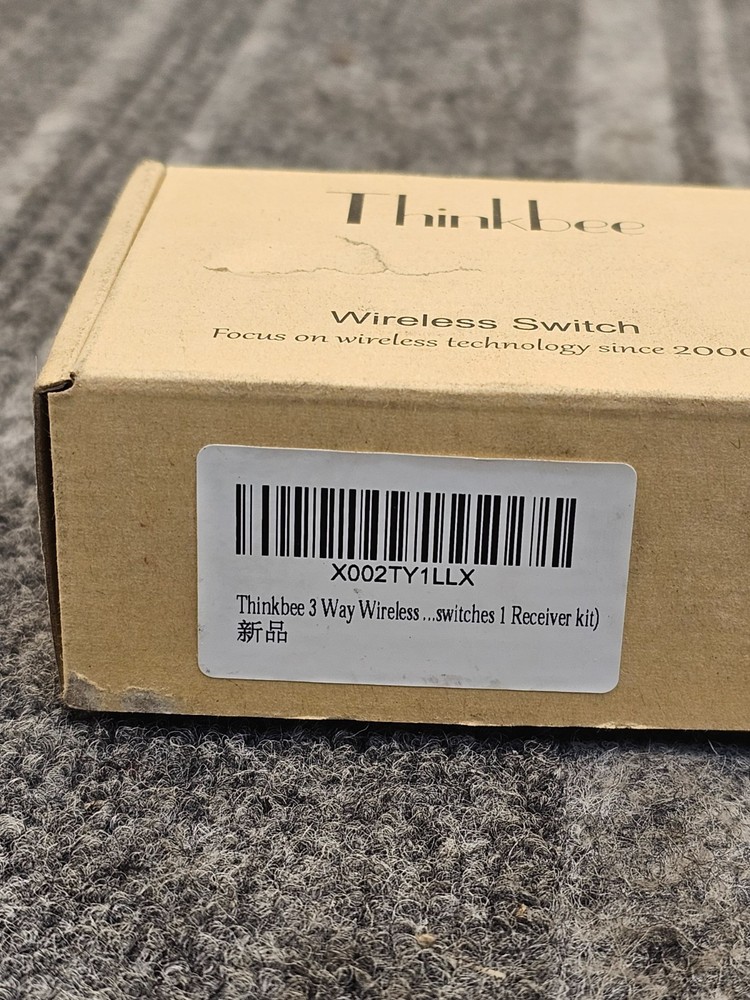 Thinkbee
Wireless Switch
Focus on wireless technology since 2000
X002TY1LLX
Thinkbee 3 Way Wireless ...switches 1 Receiver kit)
新品